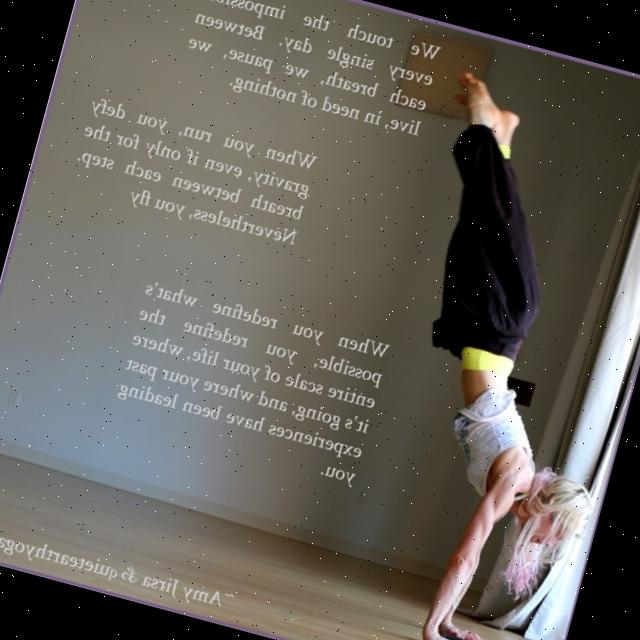 We touch the
every single day. Between
each breath, we pause, we
live, in need of nothing.
When you run, you defy
gravity, even if only for the
breath between each step.
Nevertheless, you fly
When you redefine what's
possible, you redefine the
entire scale of your life, where
it's going, and where your past
experiences have been leading
you.
~Amy Jirsa @ quietearthyoga